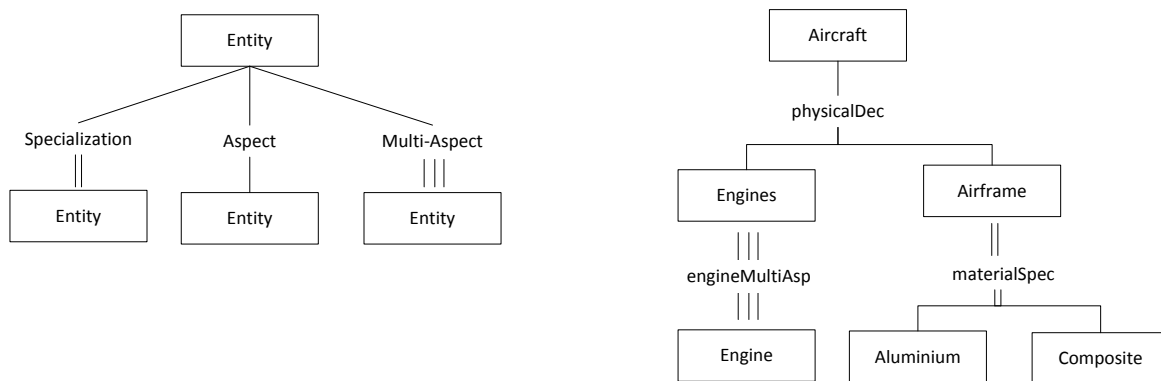 Entity
Specialization
Aspect
Multi-Aspect
Entity
Entity
Entity
Aircraft
physicalDec
Engines
Airframe
engineMultiAsp
materialSpec
Engine
Aluminium
Composite